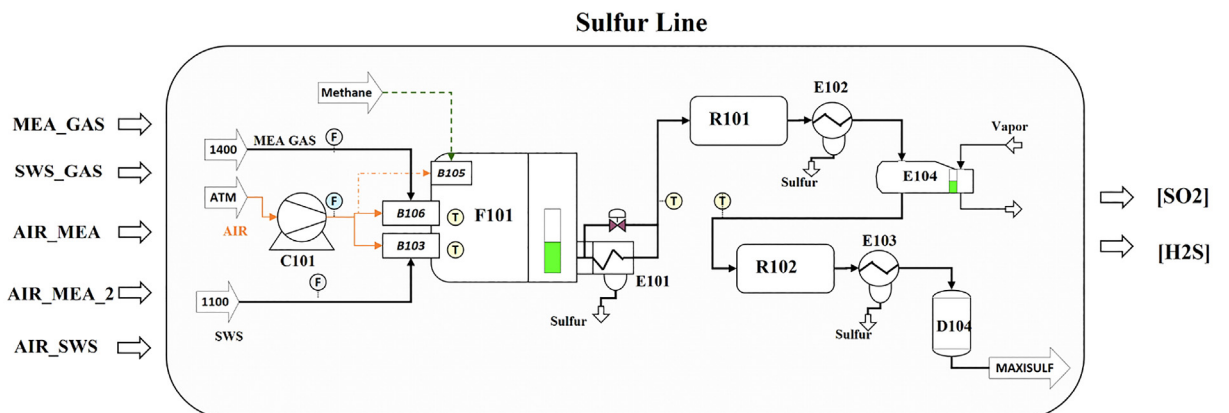 Sulfur Line
MEA_GAS
SWS_GAS
AIR_MEA
AIR_MEA_2
AIR_SWS
Methane
1400
MEA GAS
F
ATM
AIR
F
C101
1100
SWS
F
B105
B106
B103
T
T
F101
E101
Sulfur
T
R101
E102
Sulfur
E104
Vapor
T
R102
E103
Sulfur
D104
MAXISULF
[SO2]
[H2S]